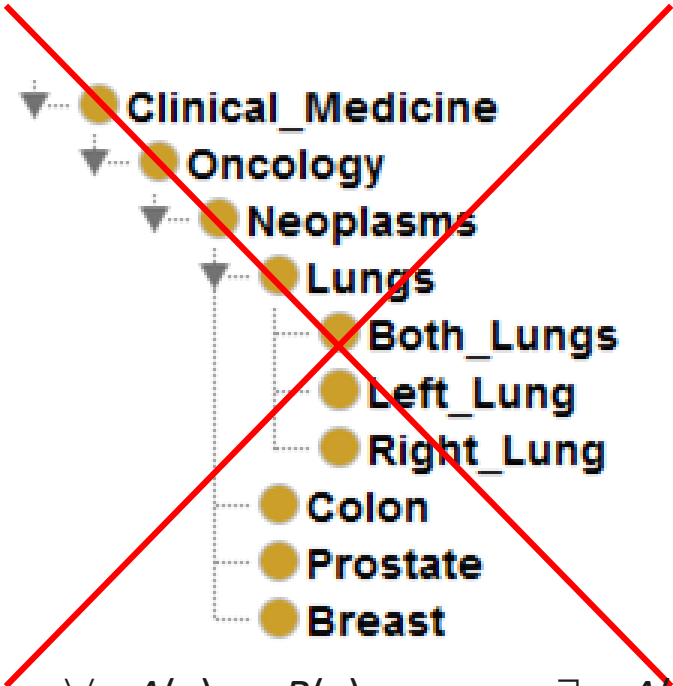 Clinical_Medicine
Oncology
Neoplasms
Lungs
Both_Lungs
Left_Lung
Right_Lung
Colon
Prostate
Breast